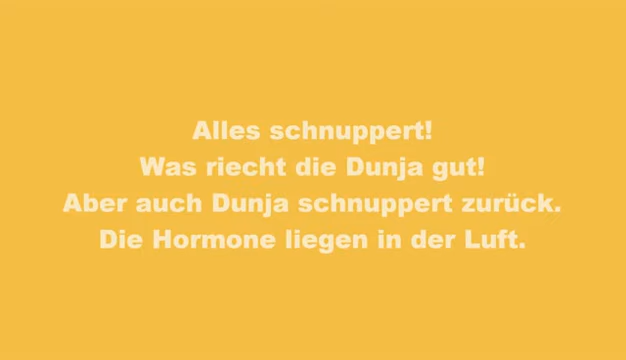 Alles schnuppert!
Was riecht die Dunja gut!
Aber auch Dunja schnuppert zurück.
Die Hormone liegen in der Luft.